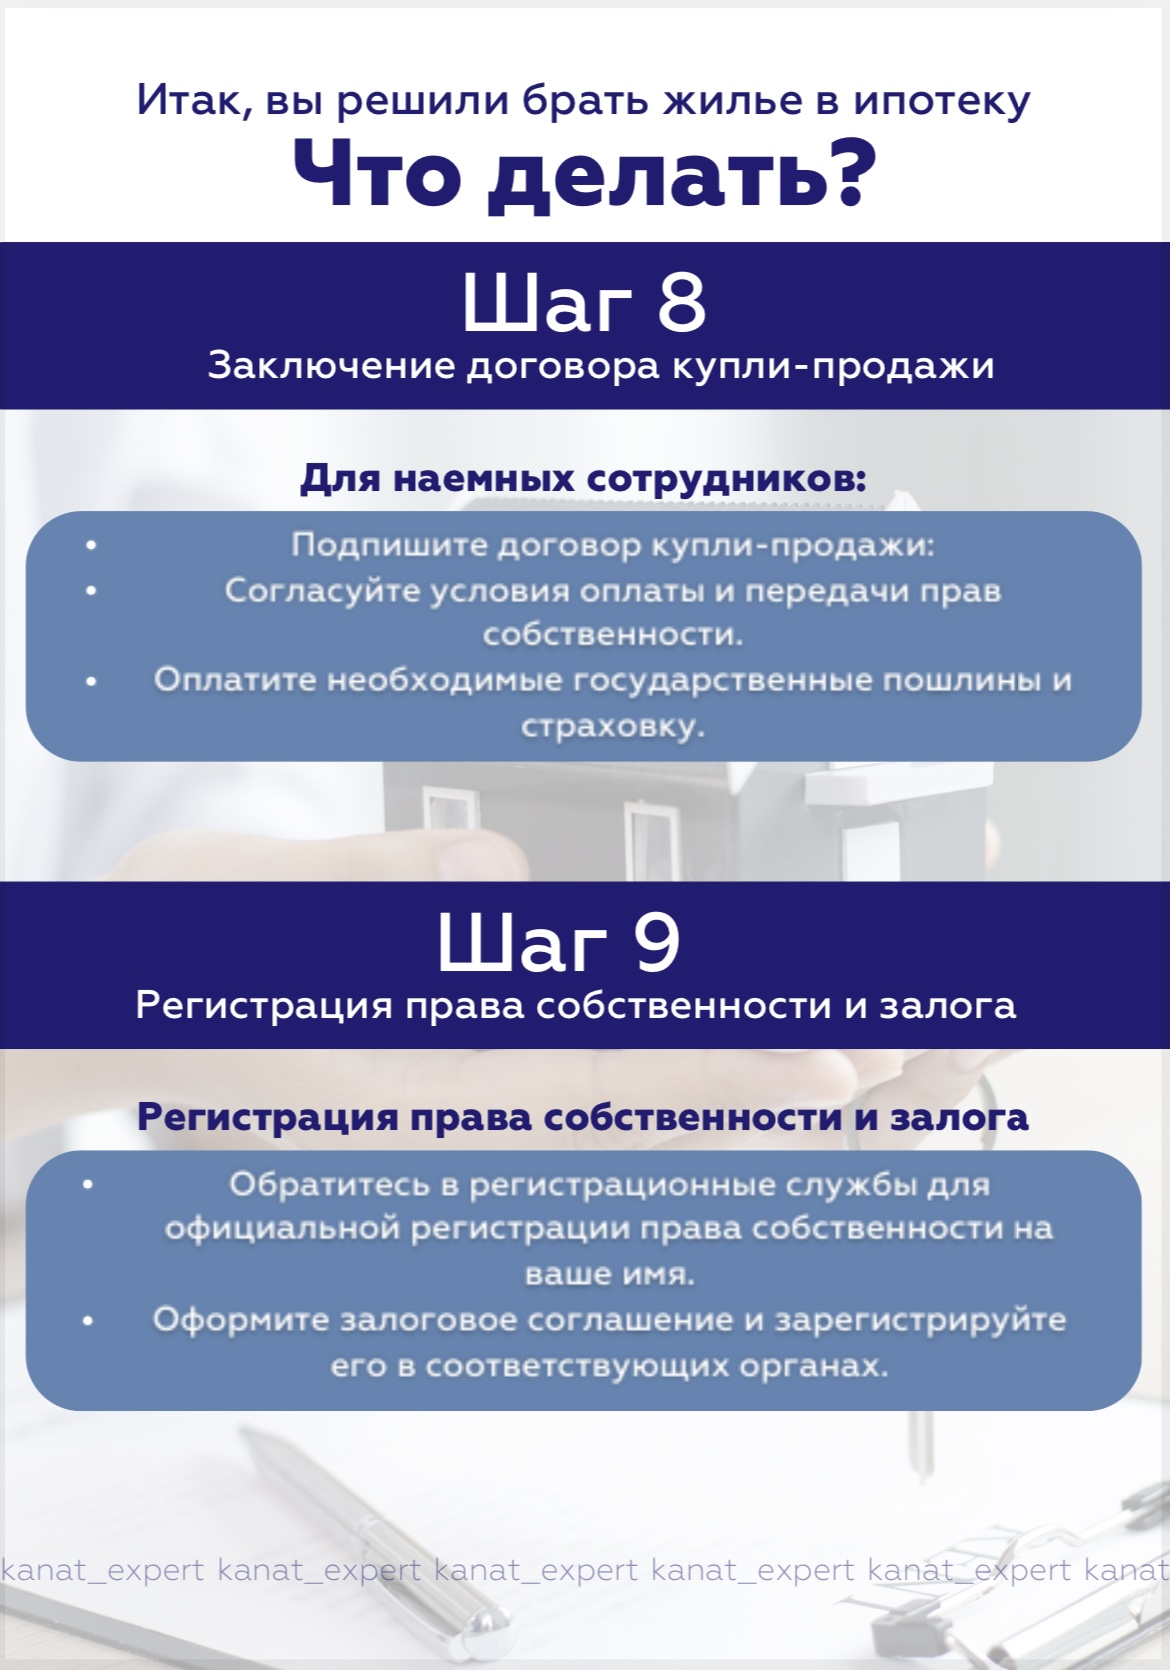 Итак, вы решили брать жилье в ипотеку
Что делать?
Шаг 8
Заключение договора купли-продажи
Для наемных сотрудников:
• Подпишите договор купли-продажи:
• Согласуйте условия оплаты и передачи прав
собственности.
• Оплатите необходимые государственные пошлины и
страховку.
Шаг 9
Регистрация права собственности и залога
Регистрация права собственности и залога
• Обратитесь в регистрационные службы для
официальной регистрации права собственности на
ваше имя.
• Оформите залоговое соглашение и зарегистрируйте
его в соответствующих органах.
kanat_expert kanat_expert kanat_expert kanat_expert kanat_expert kanat